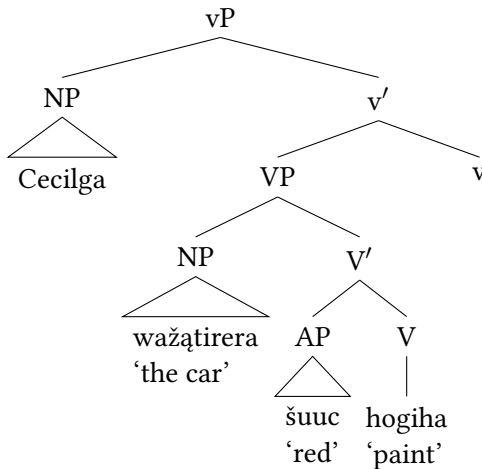 vP
NP v′
Cecilga VP v
NP V′
wažątirera AP V
‘the car’
šuuc hogiha
‘red’ ‘paint’